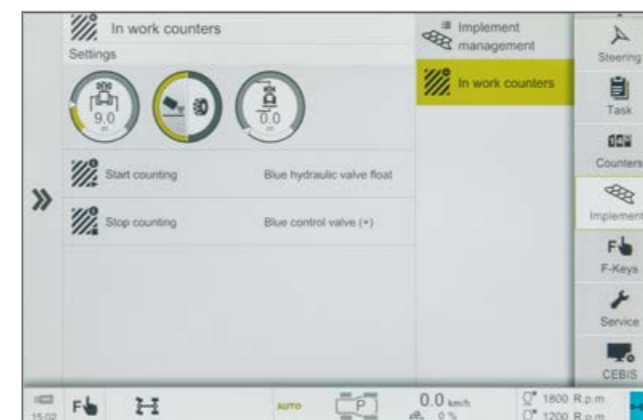 In work counters
Settings
9.0
m
0.0
m
Start counting
Blue hydraulic valve float
Stop counting
Blue control valve (+)
Implement
management
In work counters
Steering
Task
Counters
Implement
F
F-Keys
Service
CEBIS
15:02
F
AUTO
P
0.0 km/h
0 %
1800 R.p.m.
1200 R.p.m.